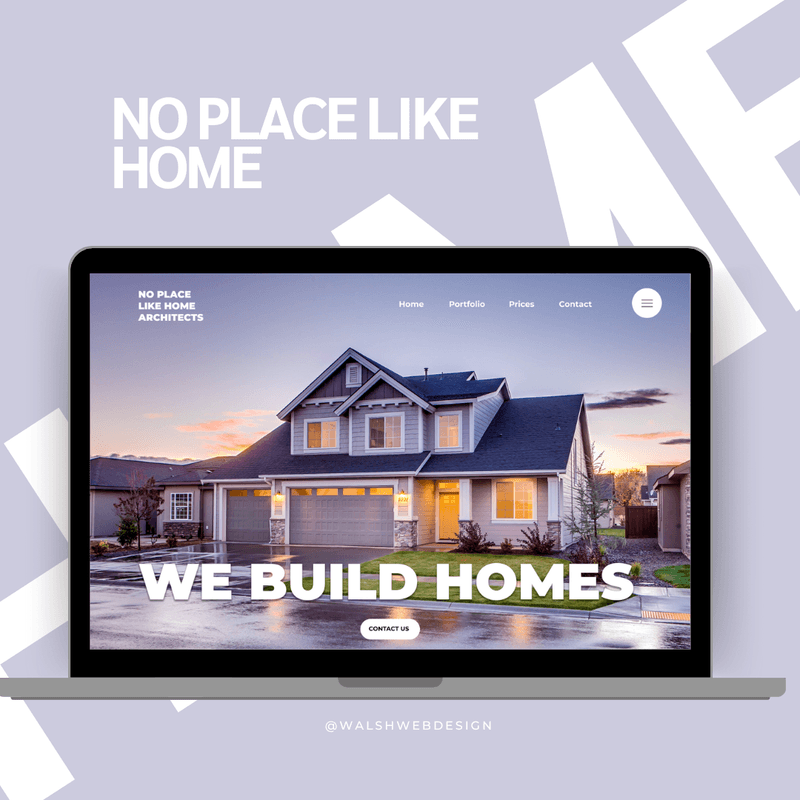 NO PLACE LIKE
HOME
NO PLACE
LIKE HOME
ARCHITECTS
Home Portfolio Prices Contact
WE BUILD HOMES
CONTACT US
@WALSHWEBDESIGN
HOME